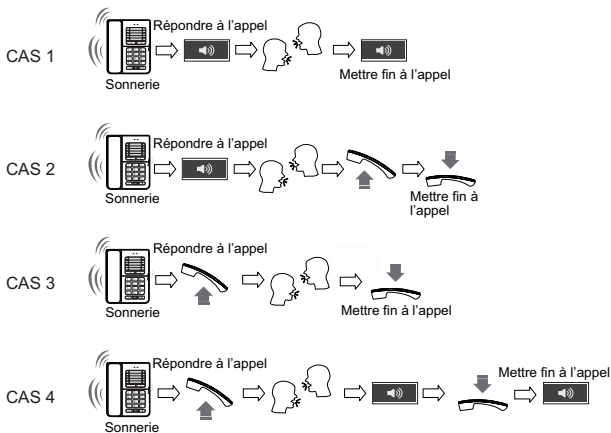 Répondre à l'appel
CAS 1
Sonnerie
Mettre fin à l'appel
Répondre à l'appel
CAS 2
Sonnerie
Mettre fin à
l'appel
Répondre à l'appel
CAS 3
Sonnerie
Mettre fin à l'appel
Répondre à l'appel
Mettre fin à l'appel
CAS 4
Sonnerie